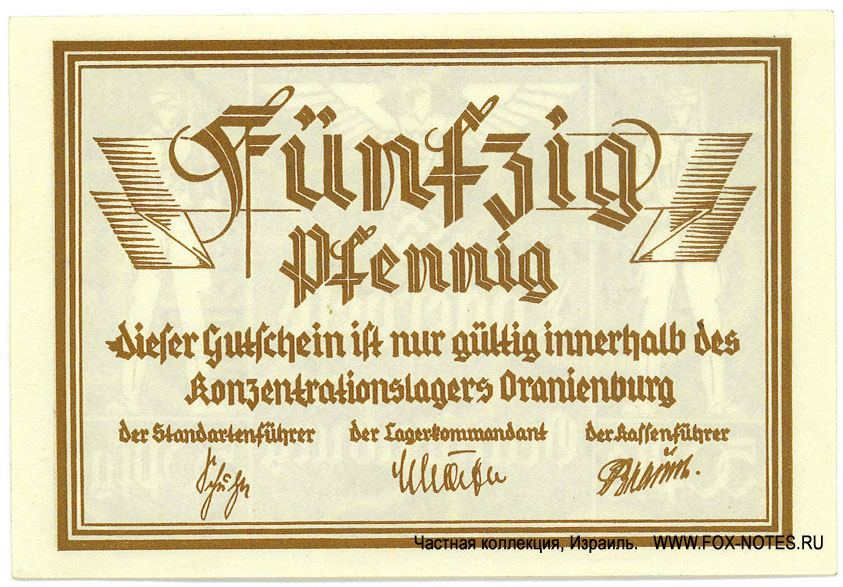 Fünfzig
Pfennig
dieser Gutschein ist nur gültig innerhalb des
Konzentrationslagers Oranienburg
der Standartenführer der Lagerkommandant der Kassenführer
Частная коллекция, Израиль. WWW.FOX-NOTES.RU